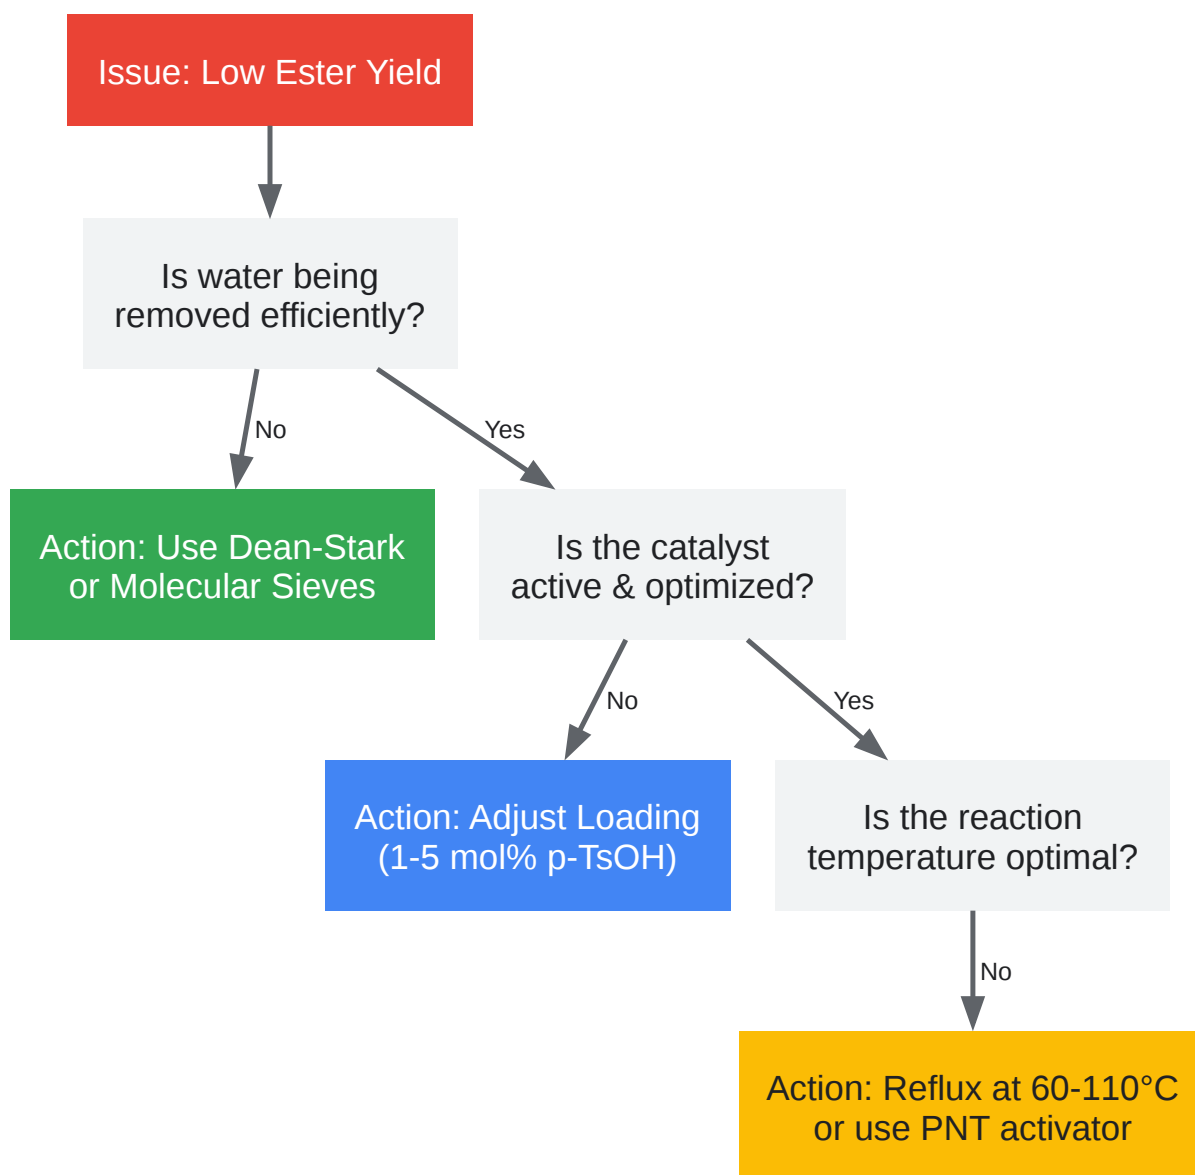 Issue: Low Ester Yield
Is water being
removed efficiently?
No
Yes
Action: Use Dean-Stark
or Molecular Sieves
Is the catalyst
active & optimized?
No
Yes
Action: Adjust Loading
(1-5 mol% p-TsOH)
Is the reaction
temperature optimal?
No
Action: Reflux at 60-110°C
or use PNT activator